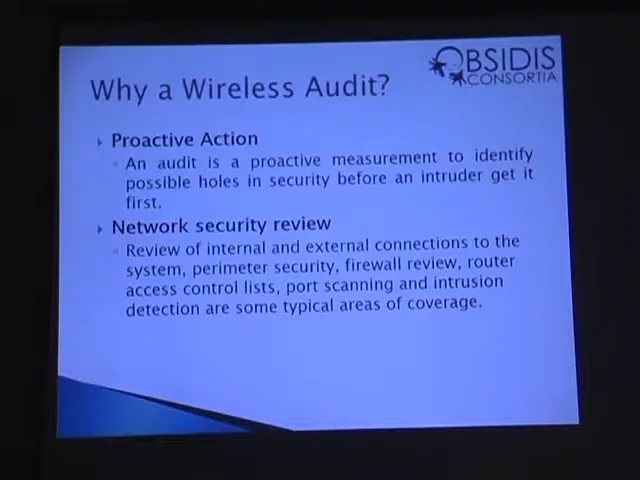 OBSIDIS
CONSORTIA
Why a Wireless Audit?
Proactive Action
An audit is a proactive measurement to identify
possible holes in security before an intruder get it
first.
Network security review
Review of internal and external connections to the
system, perimeter security, firewall review, router
access control lists, port scanning and intrusion
detection are some typical areas of coverage.